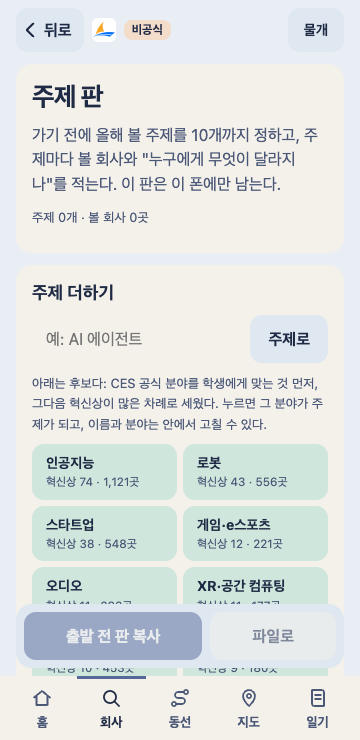 뒤로
비공식
물개
주제 판
가기 전에 올해 볼 주제를 10개까지 정하고, 주
제마다 볼 회사와 "누구에게 무엇이 달라지
나"를 적는다. 이 판은 이 폰에만 남는다.
주제 0개 · 볼 회사 0곳
주제 더하기
예: AI 에이전트
주제로
아래는 후보다: CES 공식 분야를 학생에게 맞는 것 먼저,
그다음 혁신상이 많은 차례로 세웠다. 누르면 그 분야가 주
제가 되고, 이름과 분야는 안에서 고칠 수 있다.
인공지능
혁신상 74 · 1,121곳
로봇
혁신상 43 · 556곳
스타트업
혁신상 38 · 548곳
게임·e스포츠
혁신상 12 · 221곳
오디오
XR·공간 컴퓨팅
출발 전 판 복사
파일로
홈
회사
동선
지도
일기